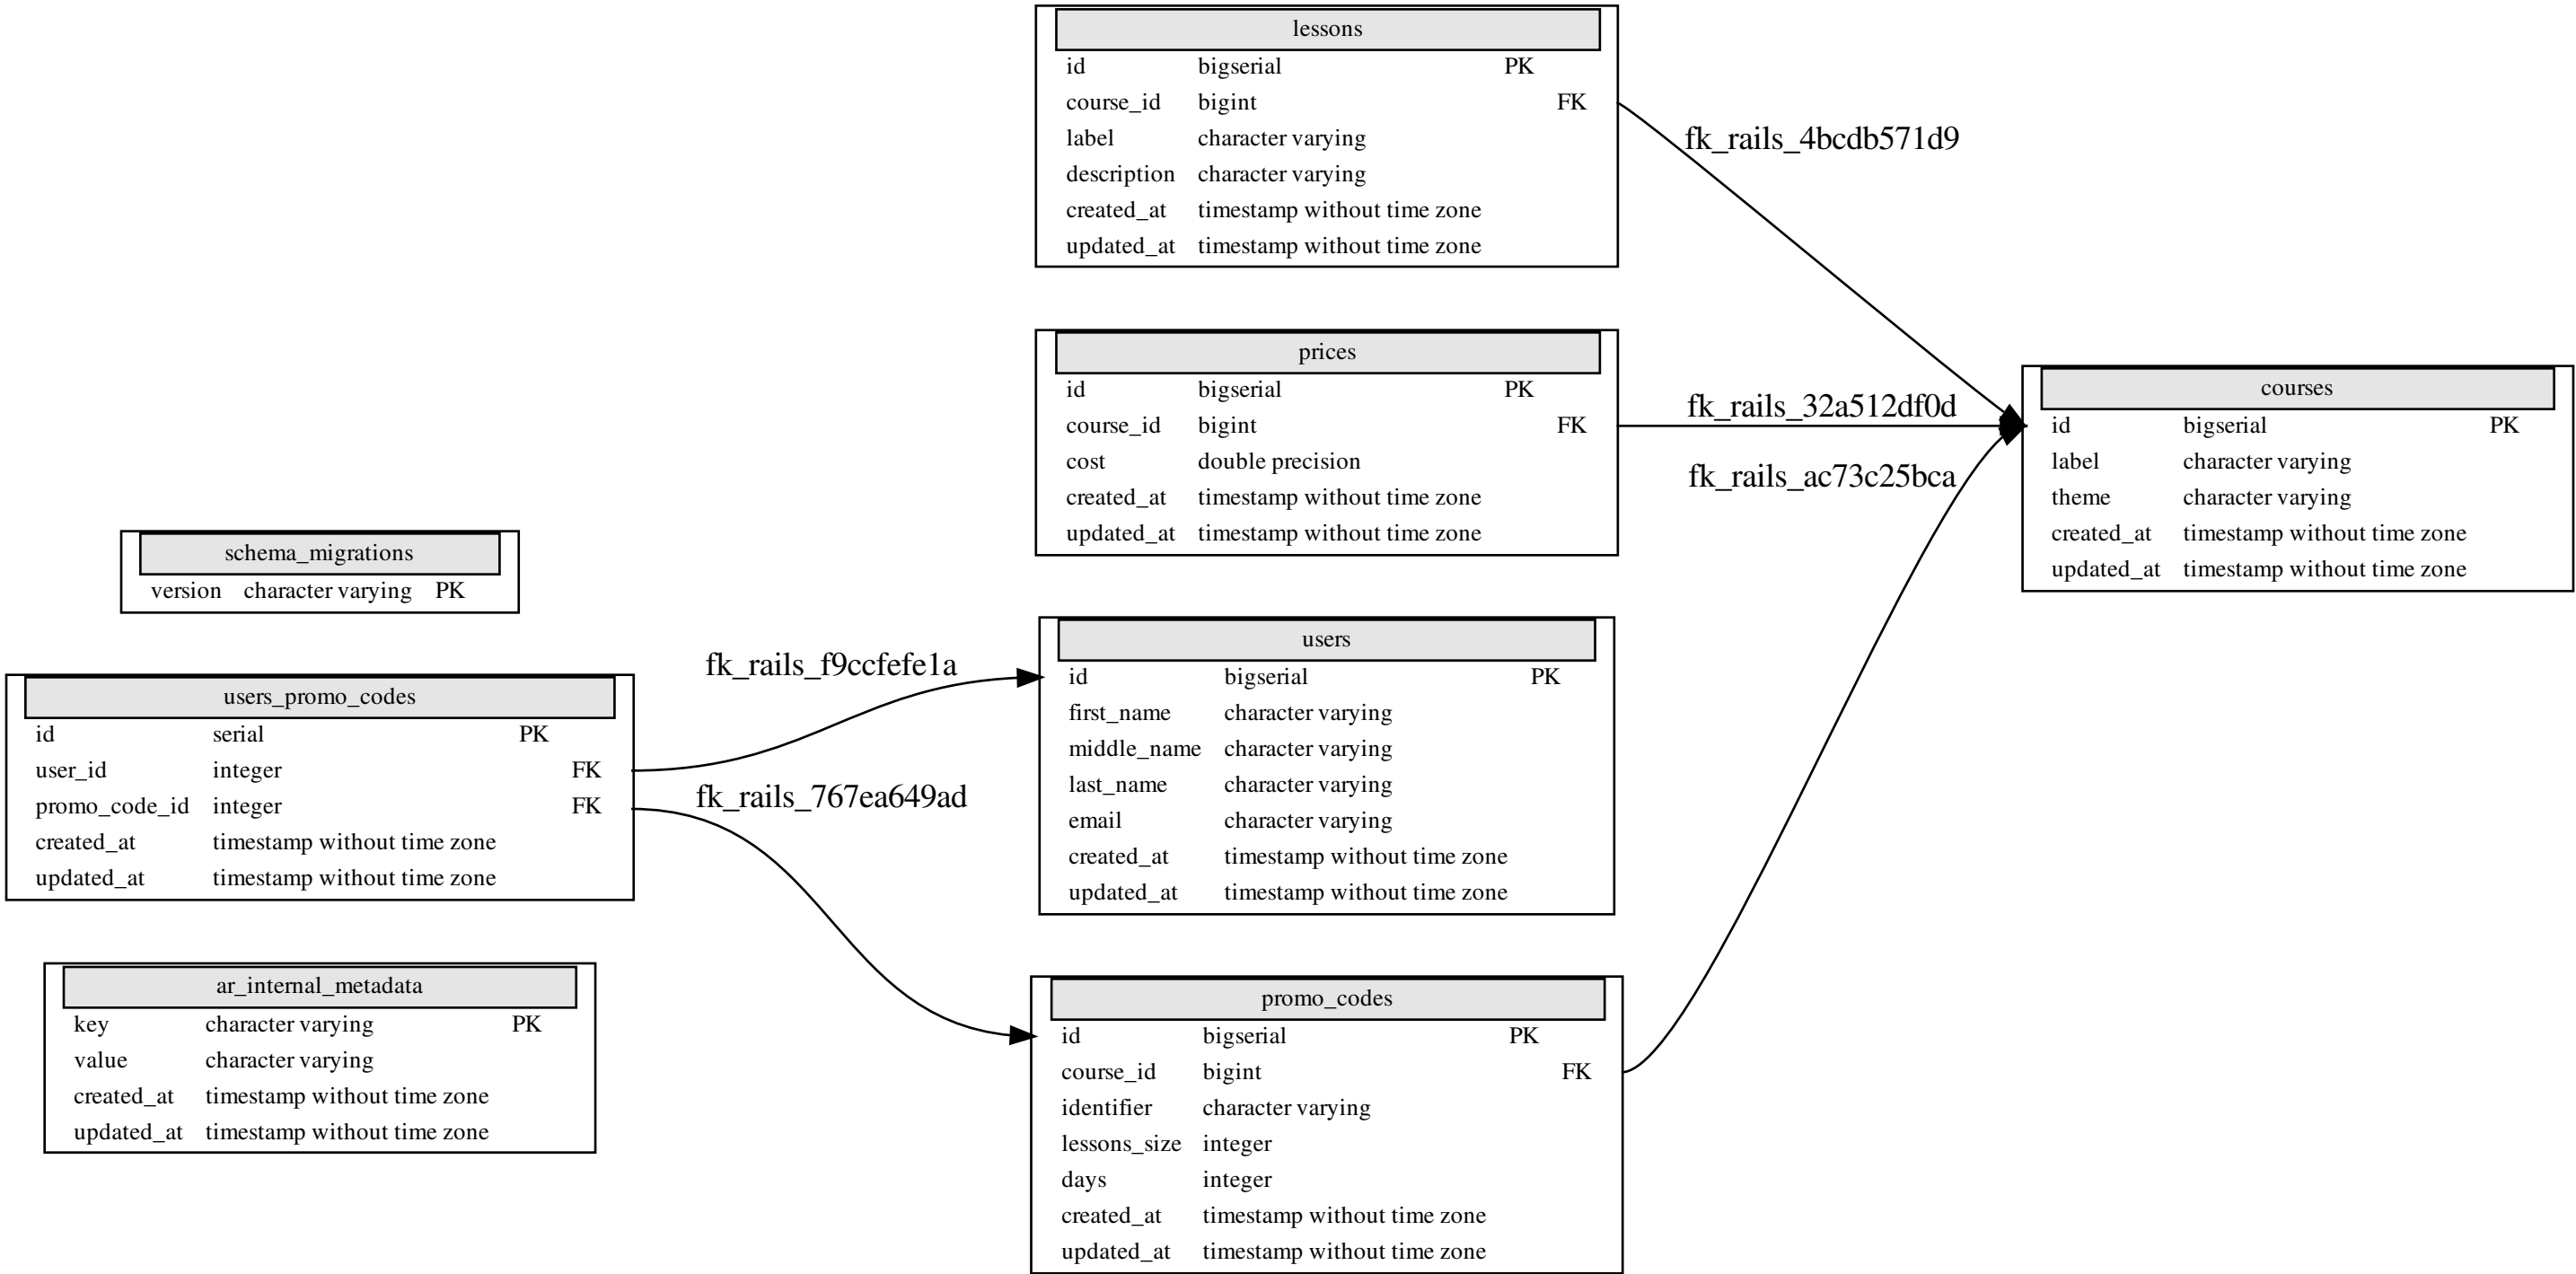 lessons
id bigserial PK
course_id bigint FK
label character varying
description character varying
created_at timestamp without time zone
updated_at timestamp without time zone
fk_rails_4bcdb571d9
prices
id bigserial PK
course_id bigint FK
cost double precision
created_at timestamp without time zone
updated_at timestamp without time zone
fk_rails_32a512df0d
fk_rails_ac73c25bca
courses
id bigserial PK
label character varying
theme character varying
created_at timestamp without time zone
updated_at timestamp without time zone
schema_migrations
version character varying PK
users_promo_codes
id serial PK
user_id integer FK
promo_code_id integer FK
created_at timestamp without time zone
updated_at timestamp without time zone
fk_rails_f9ccfefe1a
fk_rails_767ea649ad
users
id bigserial PK
first_name character varying
middle_name character varying
last_name character varying
email character varying
created_at timestamp without time zone
updated_at timestamp without time zone
ar_internal_metadata
key character varying PK
value character varying
created_at timestamp without time zone
updated_at timestamp without time zone
promo_codes
id bigserial PK
course_id bigint FK
identifier character varying
lessons_size integer
days integer
created_at timestamp without time zone
updated_at timestamp without time zone